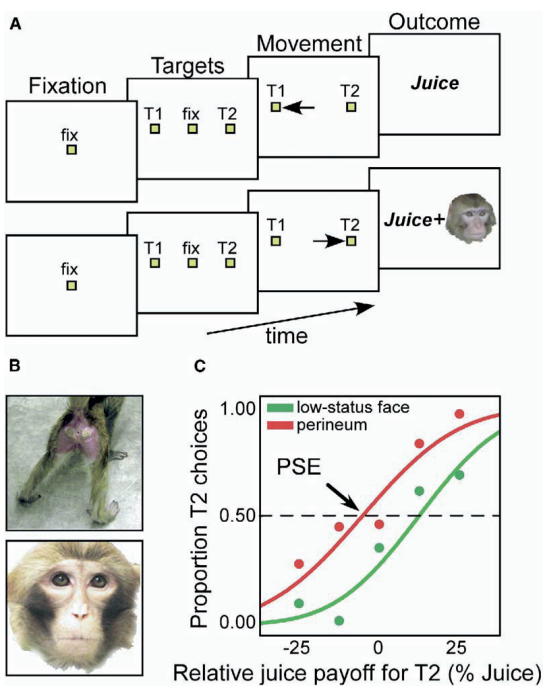 A
Fixation
Targets
Movement
Outcome
fix
T1 fix T2
T1 T2
Juice
fix
T1 fix T2
T1 T2
Juice+
time
B
C
low-status face
perineum
PSE
Proportion T2 choices
1.00
0.50
0.00
-25 0 25
Relative juice payoff for T2 (% Juice)